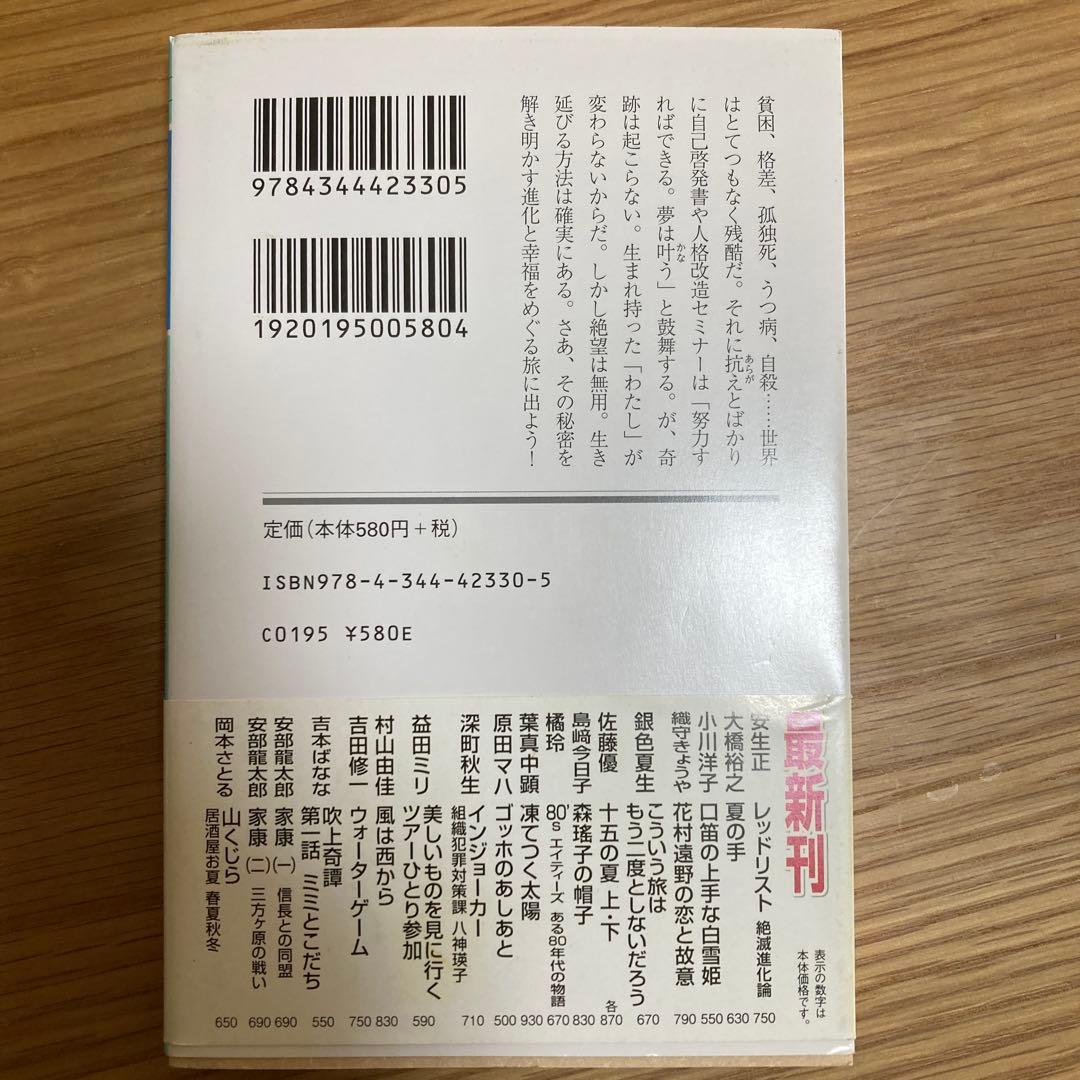 9784344423305
1920195005804
貧困、格差、孤独死、うつ病、自殺……世界
はとてつもなく残酷だ。それに抗えとばかり
あらが
に自己啓発書や人格改造セミナーは「努力す
ればできる。夢は叶う」と鼓舞する。が、奇
かな
跡は起こらない。生まれ持った「わたし」が
変わらないからだ。しかし絶望は無用。生き
延びる方法は確実にある。さあ、その秘密を
解き明かす進化と幸福をめぐる旅に出よう!
定価(本体580円+税)
ISBN978-4-344-42330-5
C0195 ¥580E
最新刊
表示の数字は
本体価格です。
安生正 レッドリスト 絶滅進化論 750
大橋裕之 夏の手 630
小川洋子 口笛の上手な白雪姫 550
織守きょうや 花村遠野の恋と故意 790
銀色夏生 こういう旅は
もう二度としないだろう 670
佐藤優 十五の夏 上・下 各870
島﨑今日子 森瑤子の帽子 830
橘玲 80's エイティーズ ある80年代の物語 670
葉真中顕 凍てつく太陽 930
原田マハ ゴッホのあしあと 500
深町秋生 インジョーカー
組織犯罪対策課 八神瑛子 710
益田ミリ 美しいものを見に行く
ツアーひとり参加 590
村山由佳 風は西から 830
吉田修一 ウォーターゲーム 750
吉本ばなな 吹上奇譚
第一話 ミミとこだち 550
安部龍太郎 家康(一) 信長との同盟 690
安部龍太郎 家康(二) 三方ヶ原の戦い 690
岡本さとる 山くじら
居酒屋お夏 春夏秋冬 650